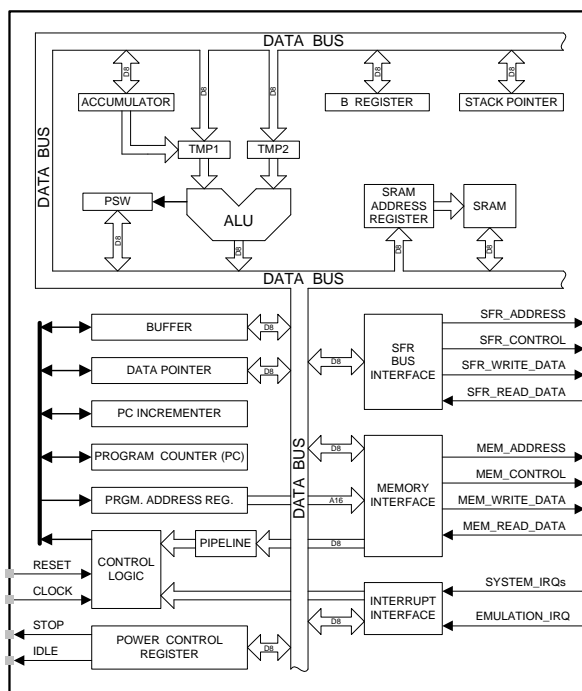 DATA BUS
D8
D8
D8
D8
D8
ACCUMULATOR
B REGISTER
STACK POINTER
DATA BUS
TMP1
TMP2
PSW
ALU
SRAM
ADDRESS
REGISTER
SRAM
D8
D8
D8
D8
DATA BUS
BUFFER
D8
DATA POINTER
D8
PC INCREMENTER
PROGRAM COUNTER (PC)
PRGM. ADDRESS REG.
A16
DATA BUS
SFR
BUS
INTERFACE
D8
SFR_ADDRESS
SFR_CONTROL
SFR_WRITE_DATA
SFR_READ_DATA
MEMORY
INTERFACE
D8
MEM_ADDRESS
MEM_CONTROL
MEM_WRITE_DATA
MEM_READ_DATA
CONTROL
LOGIC
PIPELINE
D8
RESET
CLOCK
INTERRUPT
INTERFACE
D8
SYSTEM_IRQs
EMULATION_IRQ
STOP
IDLE
POWER CONTROL
REGISTER
D8